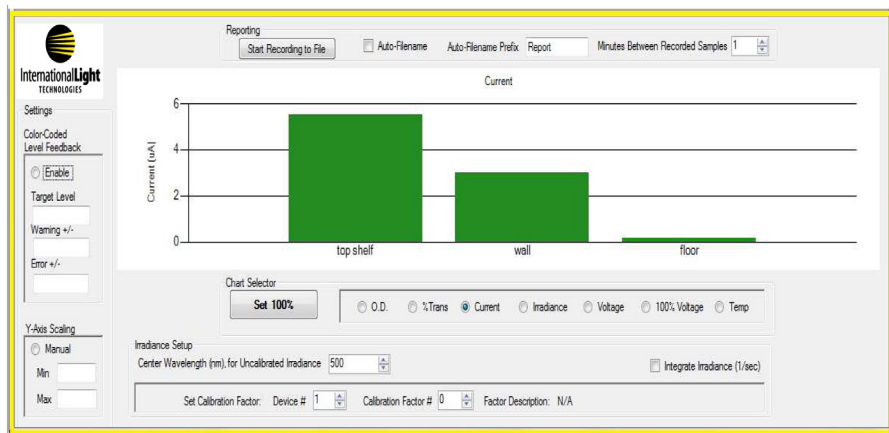 InternationalLight
TECHNOLOGIES
Reporting
Start Recording to File Auto-Filename Auto-Filename Prefix Report Minutes Between Recorded Samples 1
Settings
Color-Coded
Level Feedback
Enable
Target Level
Warning +/-
Error +/-
Y-Axis Scaling
Manual
Min
Max
Current
Current (uA)
6
4
2
0
top shelf wall floor
Chart Selector
Set 100% O.D. %Trans Current Irradiance Voltage 100% Voltage Temp
Irradiance Setup
Center Wavelength (nm), for Uncalibrated Irradiance 500 Integrate Irradiance (1/sec)
Set Calibration Factor: Device # 1 Calibration Factor # 0 Factor Description: N/A